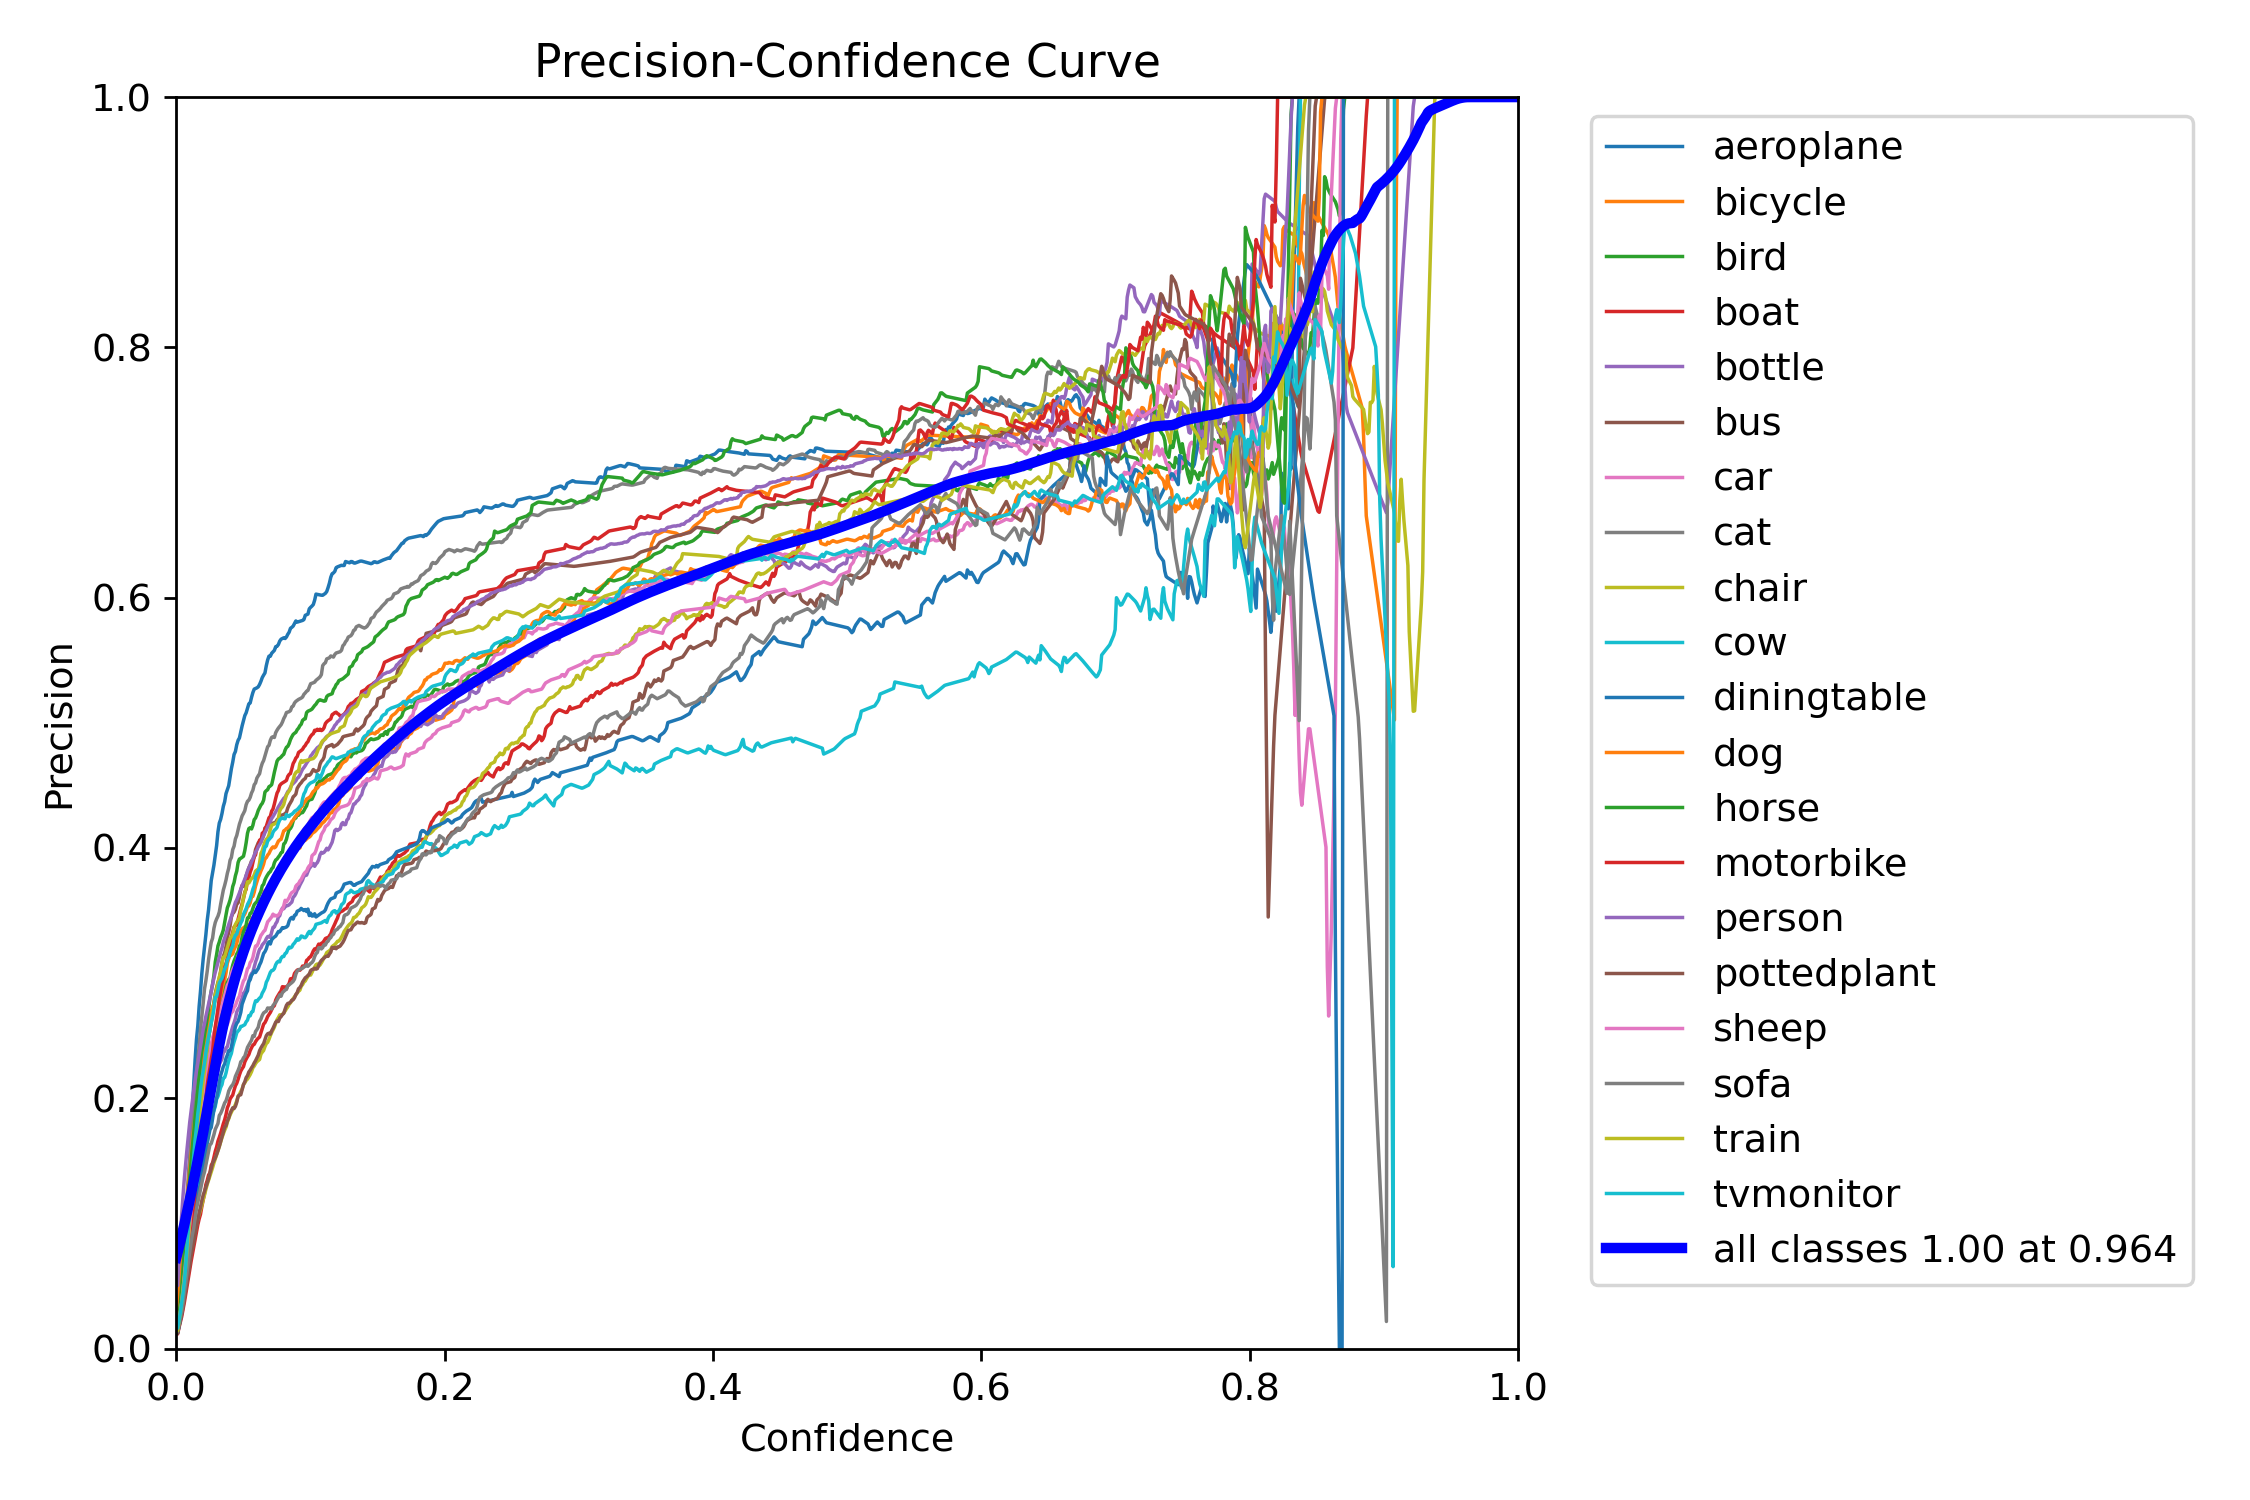 Precision-Confidence Curve
1.0
0.8
0.6
0.4
0.2
0.0
Precision
0.0 0.2 0.4 0.6 0.8 1.0
Confidence
aeroplane
bicycle
bird
boat
bottle
bus
car
cat
chair
cow
diningtable
dog
horse
motorbike
person
pottedplant
sheep
sofa
train
tvmonitor
all classes 1.00 at 0.964